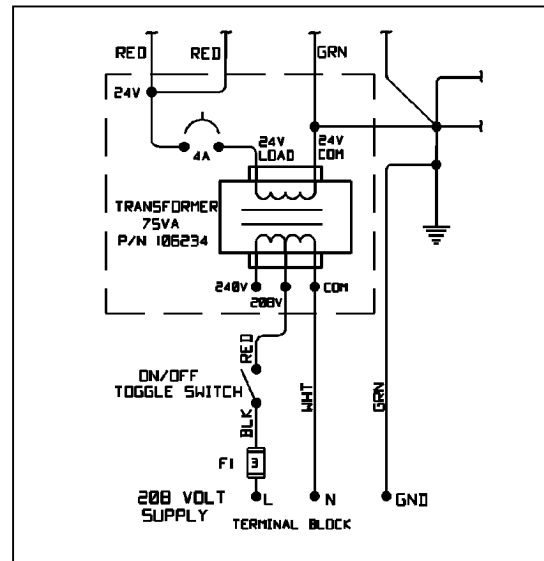 RED
RED
GRN
24V
4A
24V
LOAD
24V
COM
TRANSFORMER
75VA
P/N 106234
240V
208V
COM
RED
ON/OFF
TOGGLE SWITCH
BLK
WHT
GRN
F1
3
208 VOLT
SUPPLY
L
N
GND
TERMINAL BLOCK